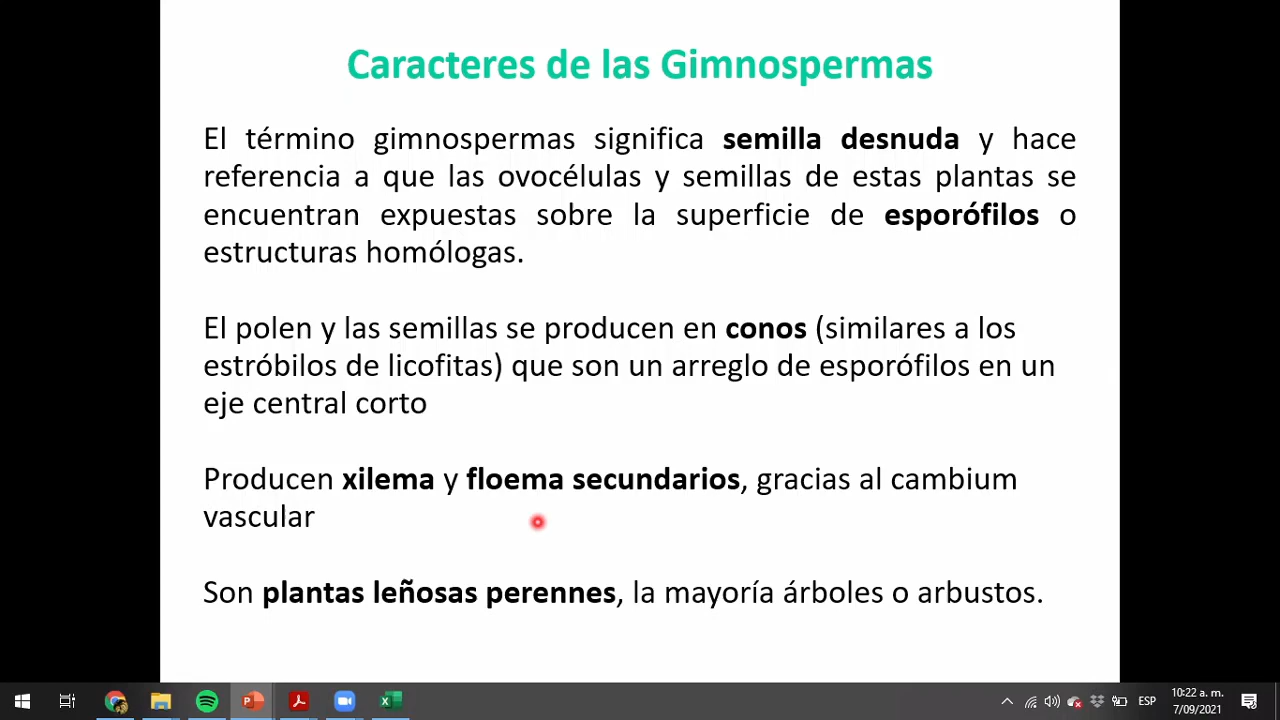 Caracteres de las Gimnospermas
El término gimnospermas significa semilla desnuda y hace
referencia a que las ovocélulas y semillas de estas plantas se
encuentran expuestas sobre la superficie de esporófilos o
estructuras homólogas.
El polen y las semillas se producen en conos (similares a los
estróbilos de licofitas) que son un arreglo de esporófilos en un
eje central corto
Producen xilema y floema secundarios, gracias al cambium
vascular
Son plantas leñosas perennes, la mayoría árboles o arbustos.
ESP
10:22 a. m.
7/09/2021